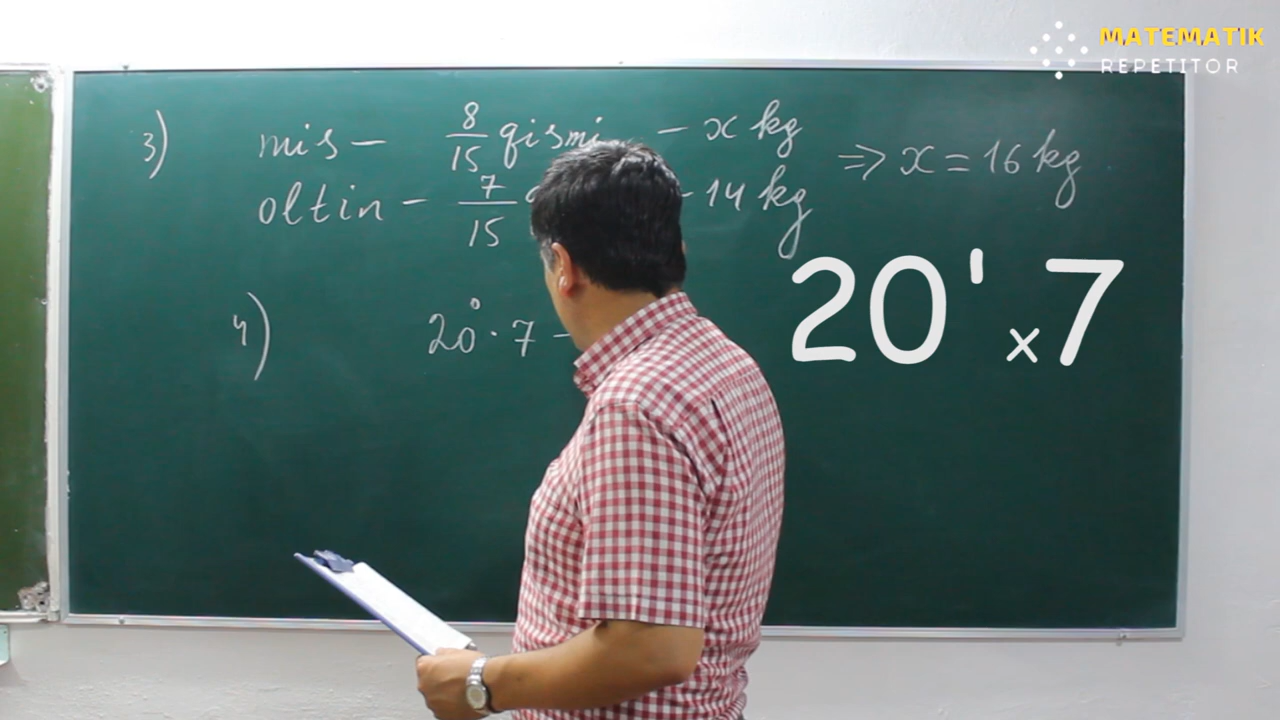 MATEMATIK
REPETITOR
3) mis – 8/15 qismi – x kg
oltin – 7/15 – 14 kg
⇒ x = 16 kg
4) 20° · 7 –
20' × 7